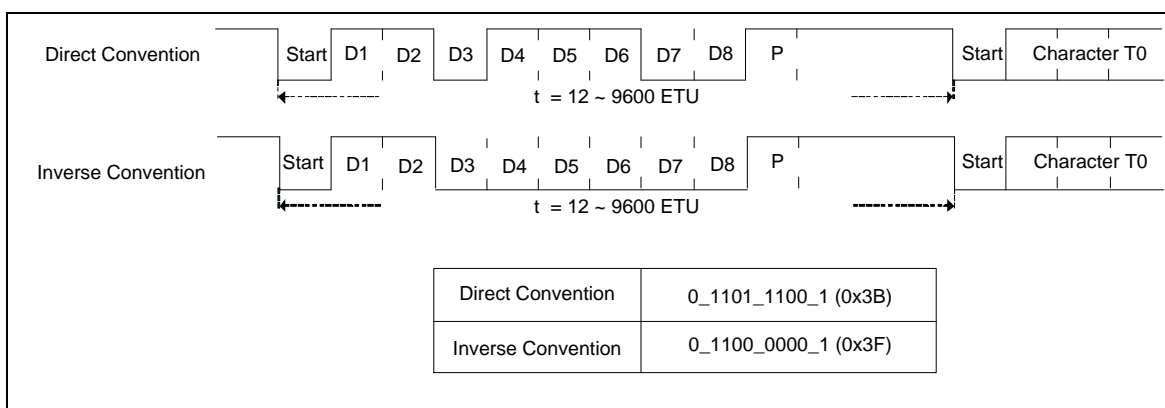 Direct Convention Start D1 D2 D3 D4 D5 D6 D7 D8 P Start Character T0
t = 12 ~ 9600 ETU
Inverse Convention Start D1 D2 D3 D4 D5 D6 D7 D8 P Start Character T0
t = 12 ~ 9600 ETU
Direct Convention 0_1101_1100_1 (0x3B)
Inverse Convention 0_1100_0000_1 (0x3F)